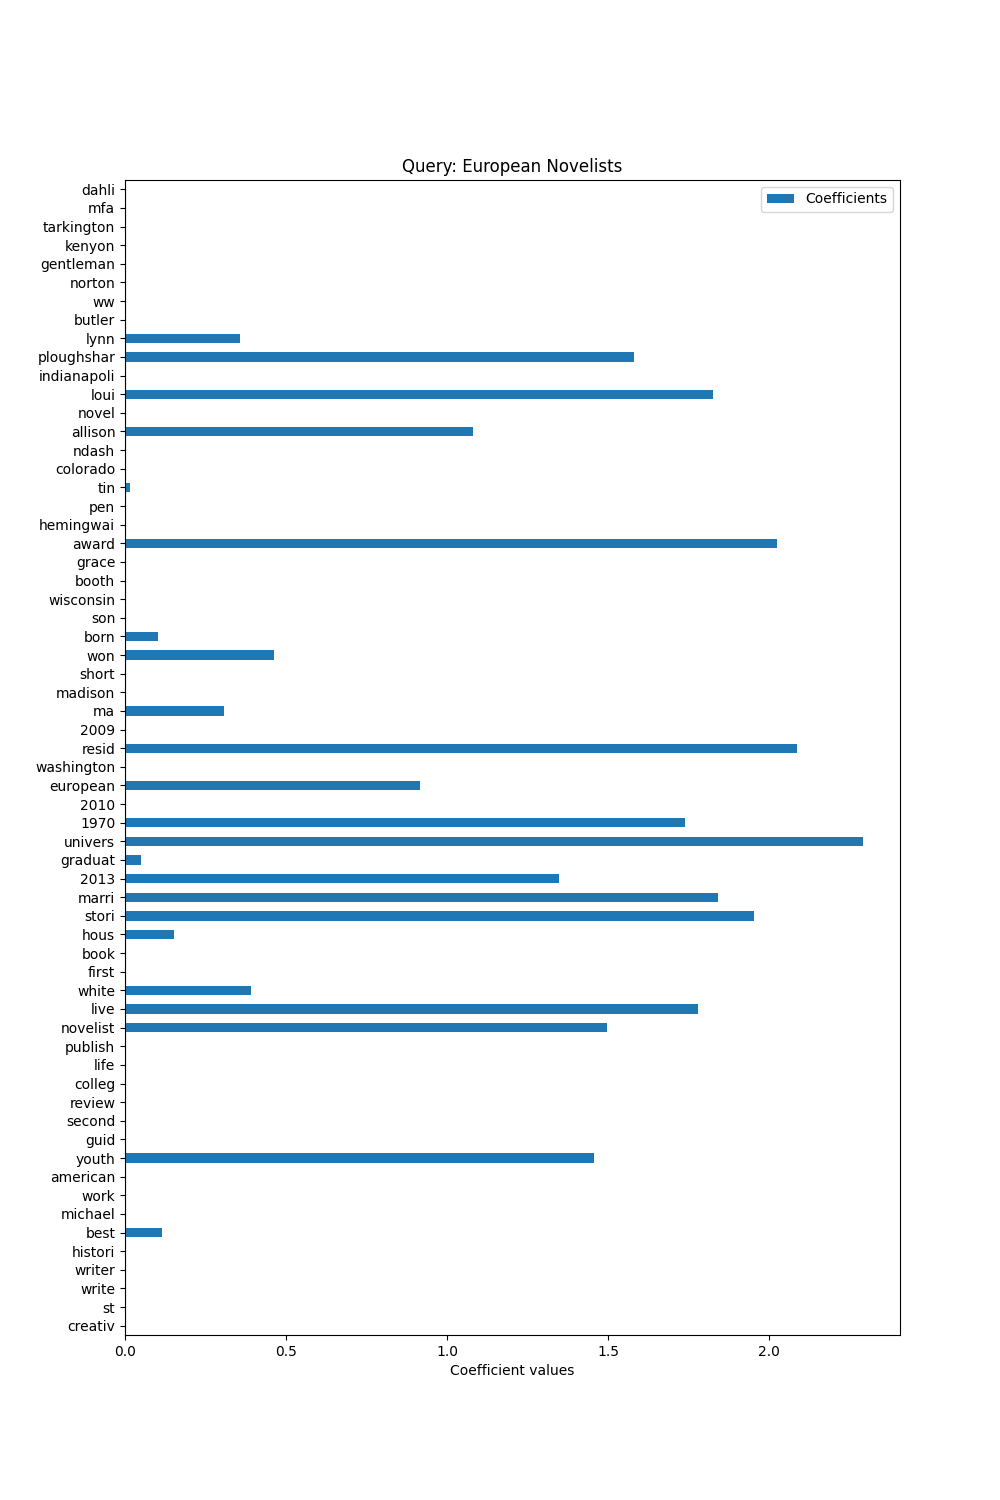 Query: European Novelists
Coefficients
dahli
mfa
tarkington
kenyon
gentleman
norton
ww
butler
lynn
ploughshar
indianapoli
loui
novel
allison
ndash
colorado
tin
pen
hemingwai
award
grace
booth
wisconsin
son
born
won
short
madison
ma
2009
resid
washington
european
2010
1970
univers
graduat
2013
marri
stori
hous
book
first
white
live
novelist
publish
life
colleg
review
second
guid
youth
american
work
michael
best
histori
writer
write
st
creativ
0.0 0.5 1.0 1.5 2.0
Coefficient values